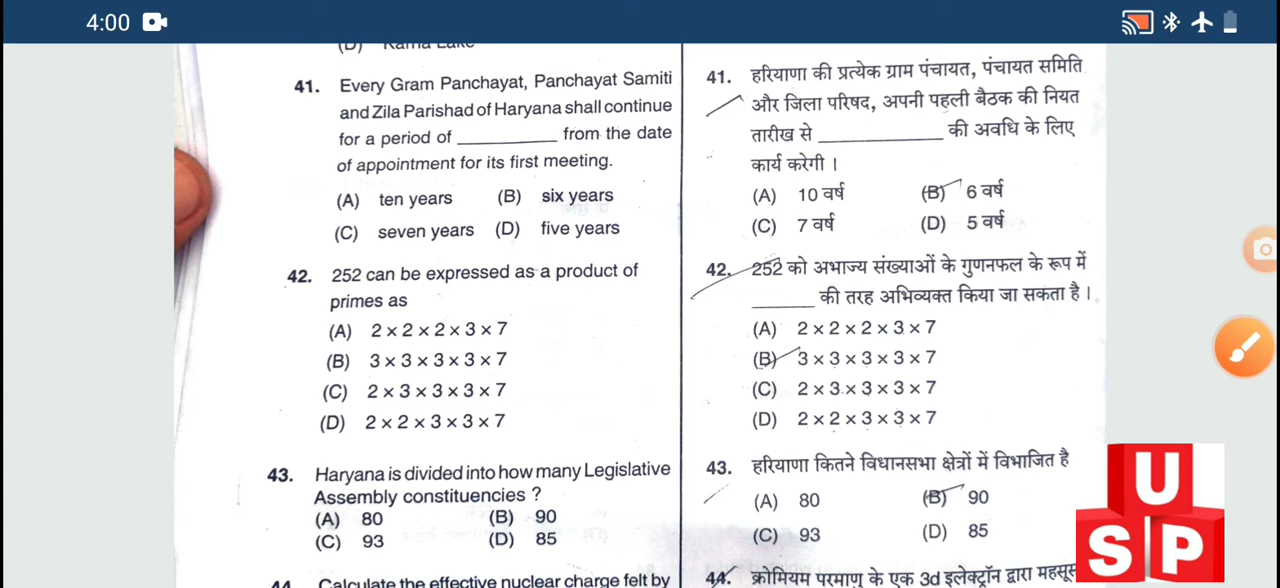 4:00
(D) Kama Lake
41. Every Gram Panchayat, Panchayat Samiti
and Zila Parishad of Haryana shall continue
for a period of __________ from the date
of appointment for its first meeting.
(A) ten years (B) six years
(C) seven years (D) five years
42. 252 can be expressed as a product of
primes as
(A) 2 × 2 × 2 × 3 × 7
(B) 3 × 3 × 3 × 3 × 7
(C) 2 × 3 × 3 × 3 × 7
(D) 2 × 2 × 3 × 3 × 7
43. Haryana is divided into how many Legislative
Assembly constituencies ?
(A) 80 (B) 90
(C) 93 (D) 85
44. Calculate the effective nuclear charge felt by
41. हरियाणा की प्रत्येक ग्राम पंचायत, पंचायत समिति
और जिला परिषद, अपनी पहली बैठक की नियत
तारीख से __________ की अवधि के लिए
कार्य करेगी ।
(A) 10 वर्ष (B) 6 वर्ष
(C) 7 वर्ष (D) 5 वर्ष
42. 252 को अभाज्य संख्याओं के गुणनफल के रूप में
______ की तरह अभिव्यक्त किया जा सकता है ।
(A) 2 × 2 × 2 × 3 × 7
(B) 3 × 3 × 3 × 3 × 7
(C) 2 × 3 × 3 × 3 × 7
(D) 2 × 2 × 3 × 3 × 7
43. हरियाणा कितने विधानसभा क्षेत्रों में विभाजित है
(A) 80 (B) 90
(C) 93 (D) 85
44. क्रोमियम परमाणु के एक 3d इलेक्ट्रॉन द्वारा महसूस
U
S P